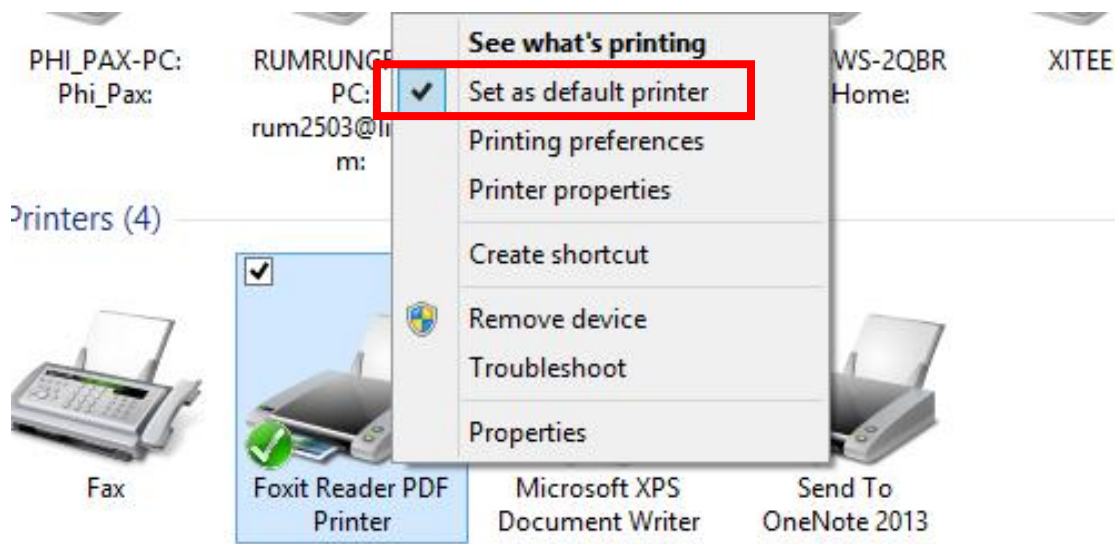 PHI_PAX-PC:
Phi_Pax:
PC:
rum2503@li
m:
WS-2QBR
Home:
XITEE
See what's printing
Set as default printer
Printing preferences
Printer properties
Create shortcut
Remove device
Troubleshoot
Properties
Printers (4)
Fax
Foxit Reader PDF
Printer
Microsoft XPS
Document Writer
Send To
OneNote 2013